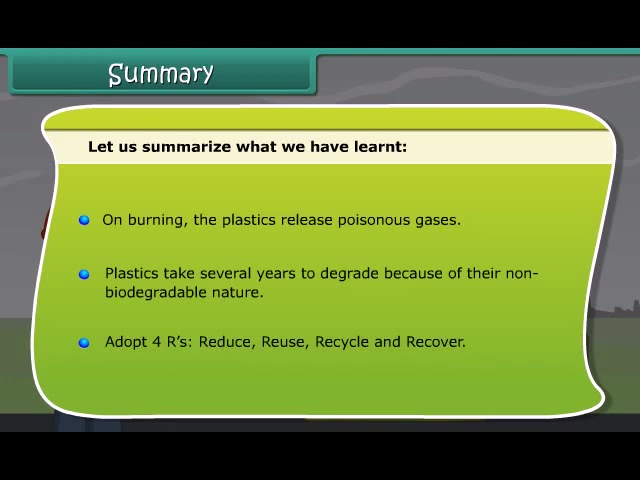 Summary
Let us summarize what we have learnt:
On burning, the plastics release poisonous gases.
Plastics take several years to degrade because of their non-
biodegradable nature.
Adopt 4 R's: Reduce, Reuse, Recycle and Recover.